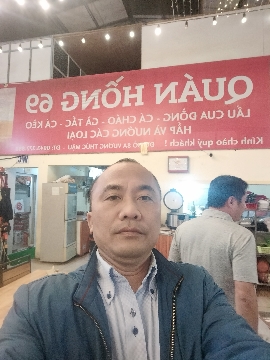 QUÁN HỒNG 69
LẨU CUA ĐỒNG - CÁ CHÁO - GÀ TẮC - CÁ KÈO
HẤP VÀ NƯỚNG CÁC LOẠI
Kính chào quý khách !